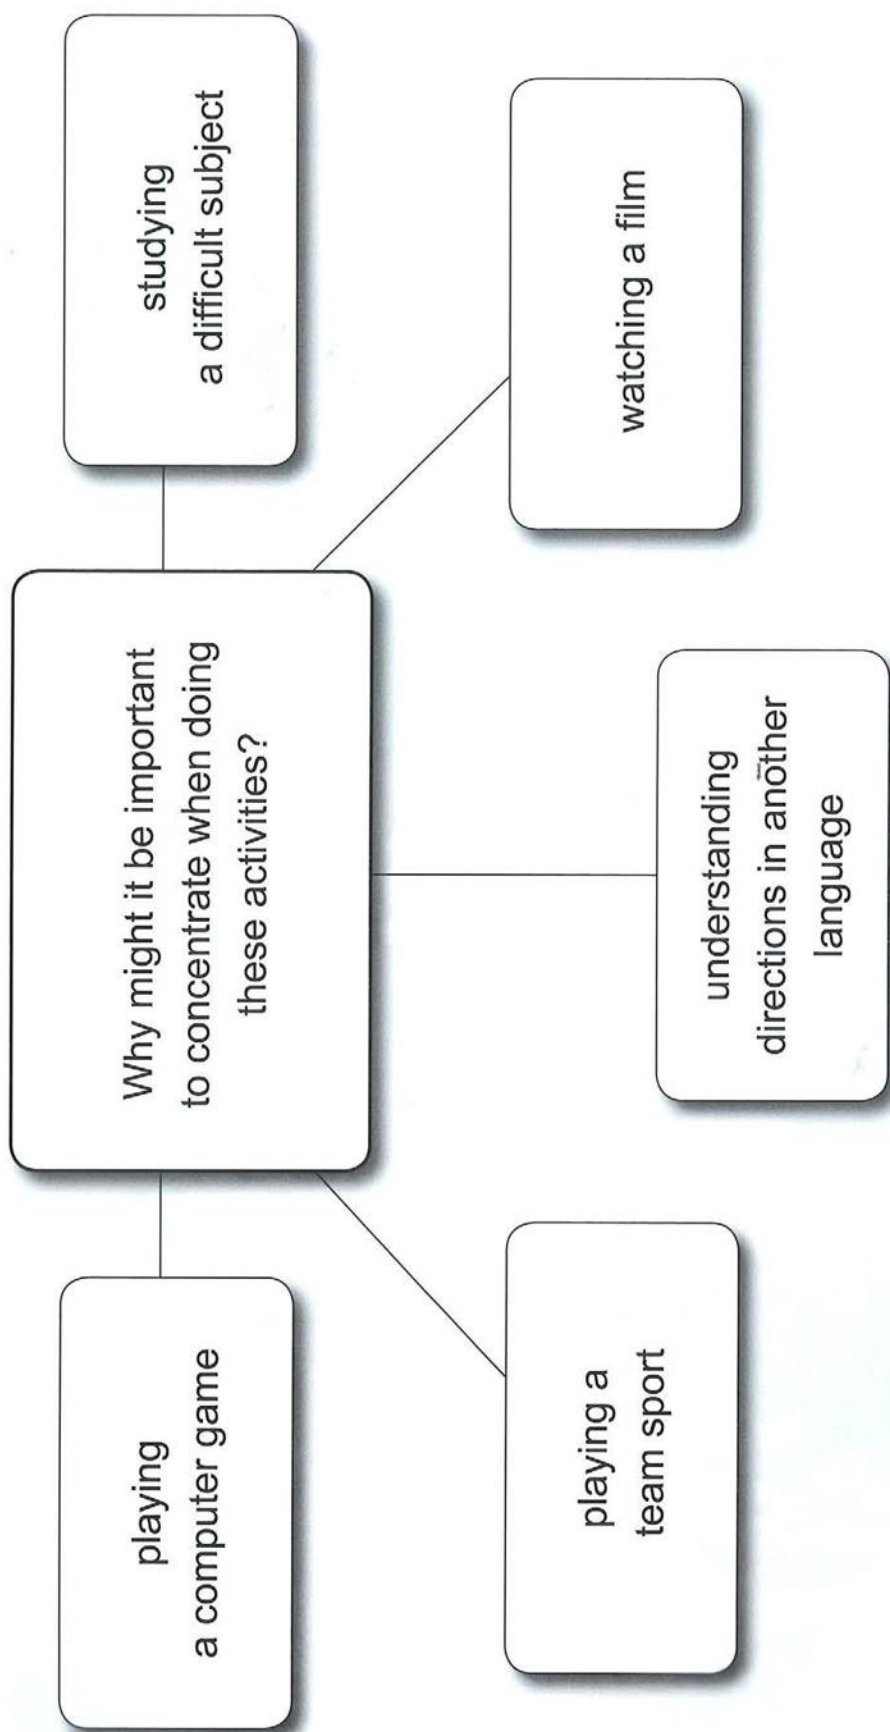 Why might it be important
to concentrate when doing
these activities?
playing
a computer game
studying
a difficult subject
playing a
team sport
watching a film
understanding
directions in another
language